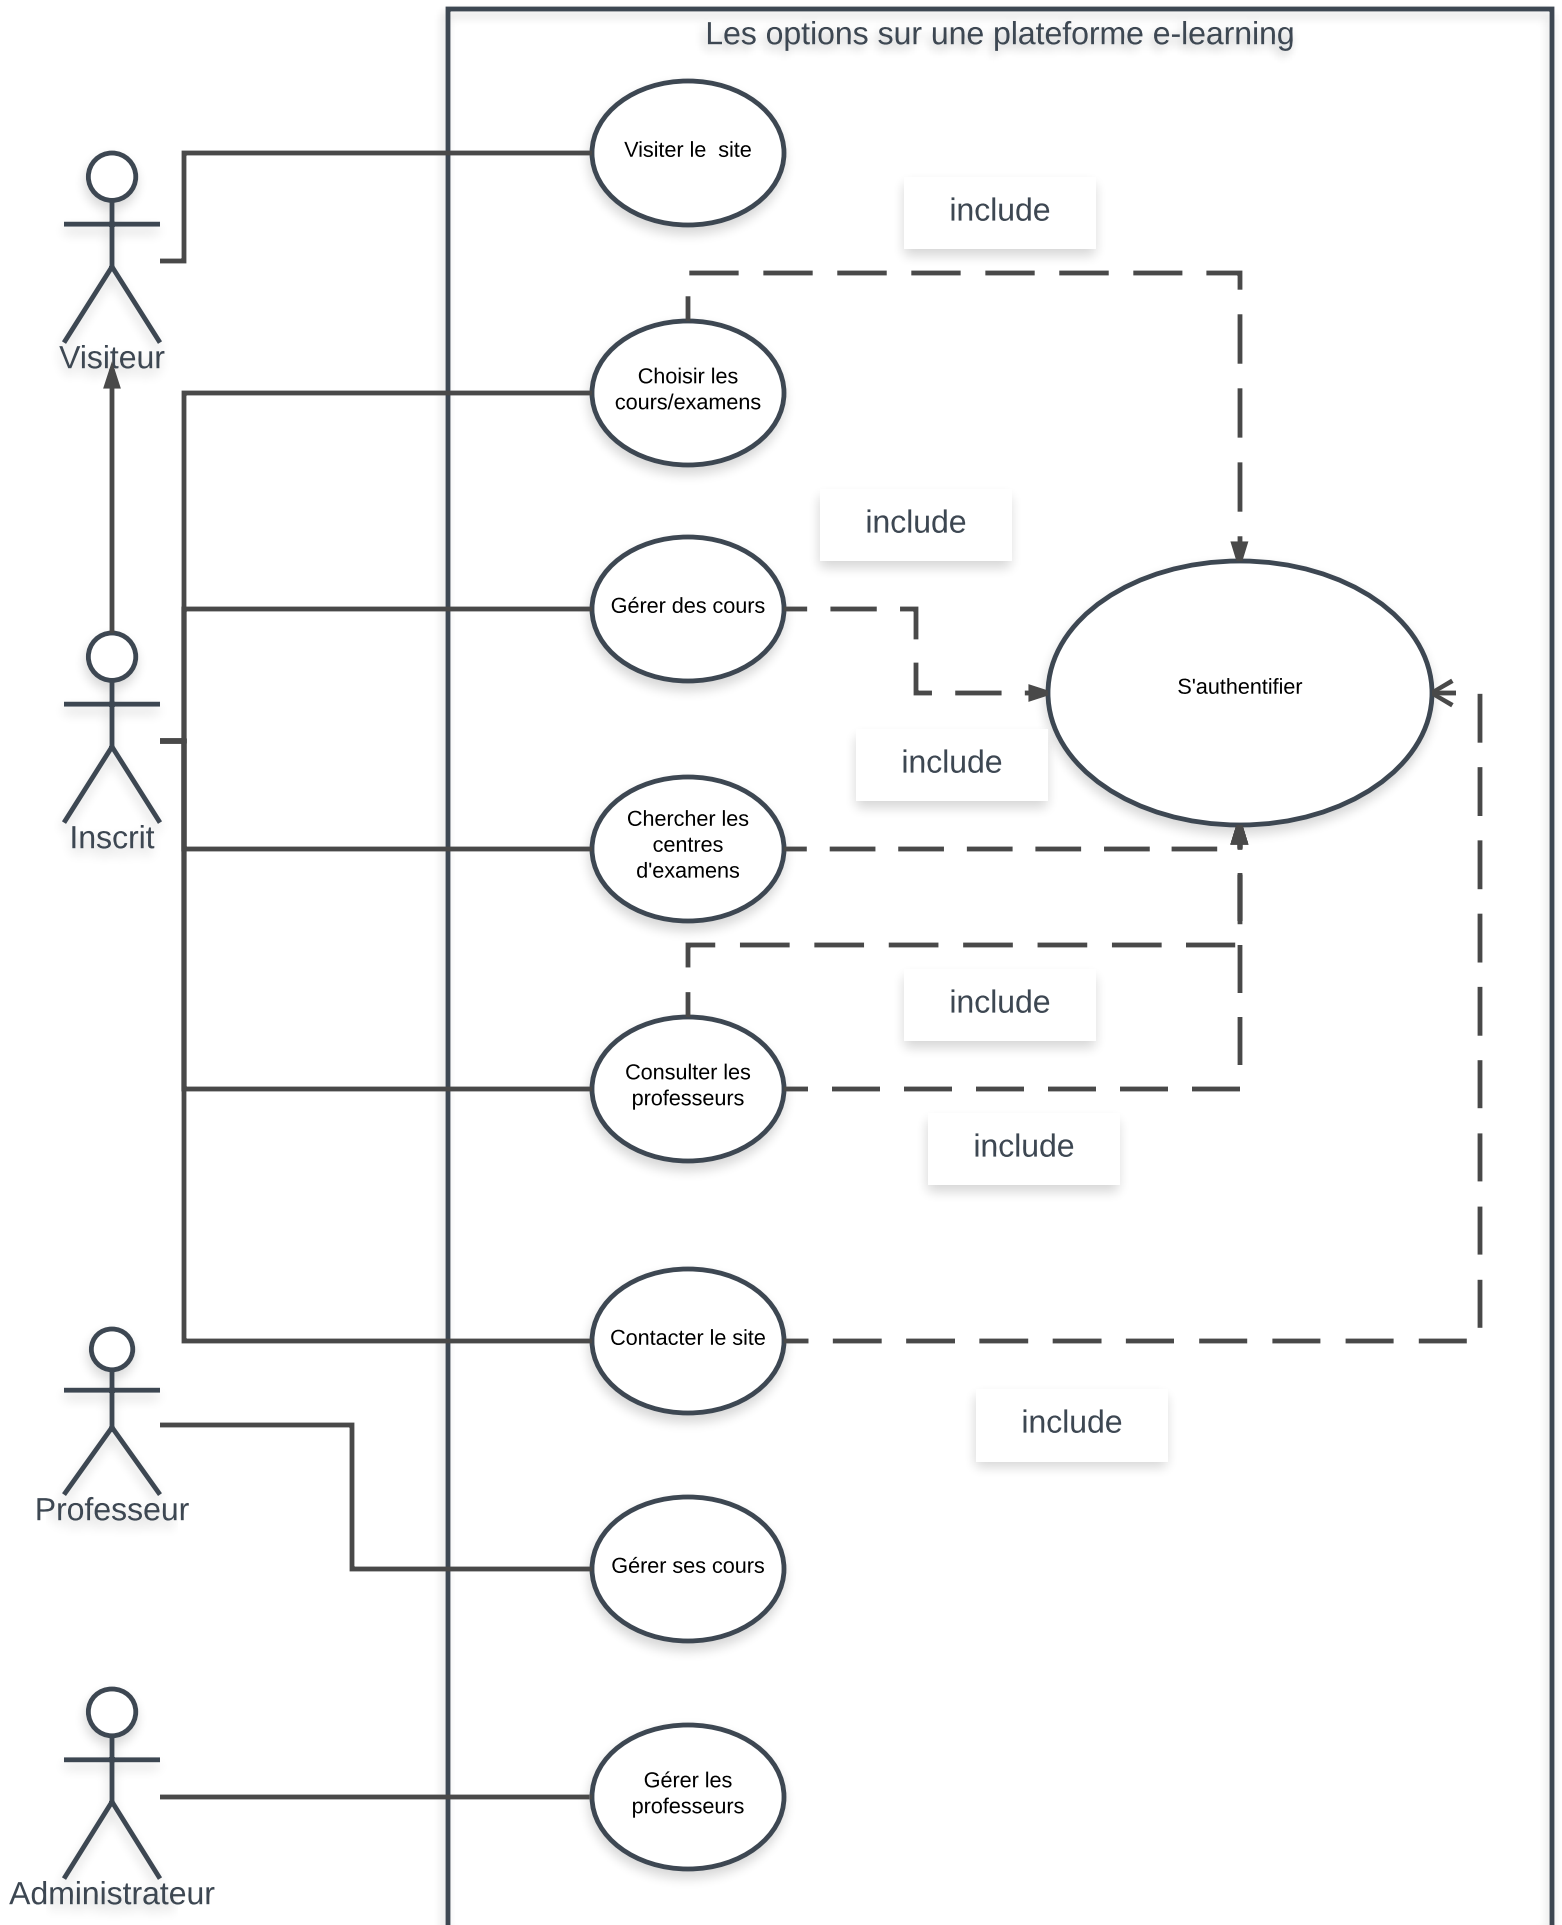 Les options sur une plateforme e-learning
Visiter le  site
include
Visiteur
Choisir les
cours/examens
include
Gérer des cours
S'authentifier
include
Inscrit
Chercher les
centres
d'examens
include
Consulter les
professeurs
include
Contacter le site
include
Professeur
Gérer ses cours
Gérer les
professeurs
Administrateur